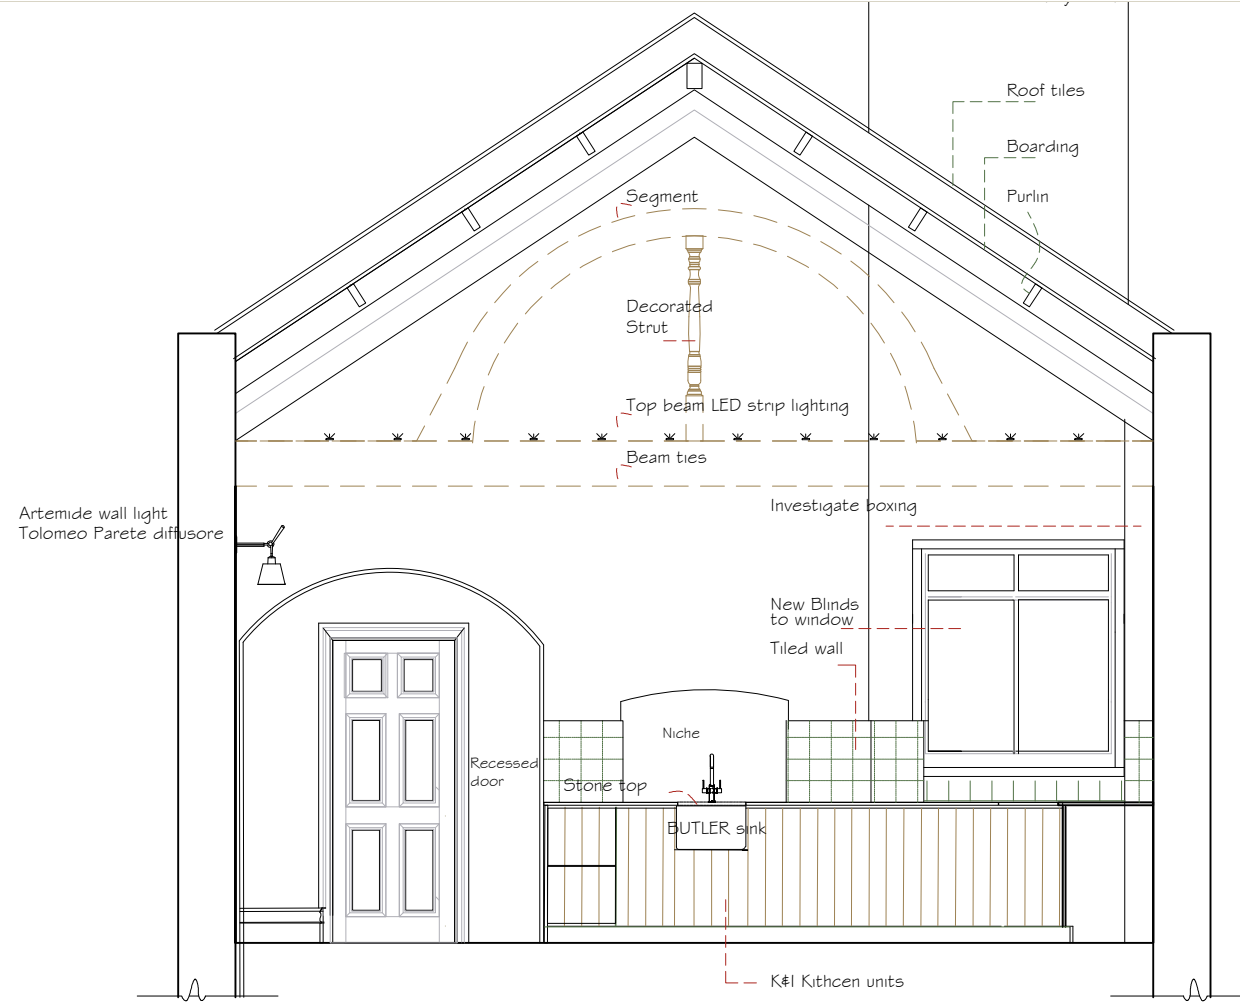 Roof tiles
Boarding
Purlin
Segment
Decorated
Strut
Top beam LED strip lighting
Beam ties
Investigate boxing
Artemide wall light
Tolomeo Parete diffusore
New Blinds
to window
Tiled wall
Niche
Recessed
door
Stone top
BUTLER sink
K&I Kithcen units